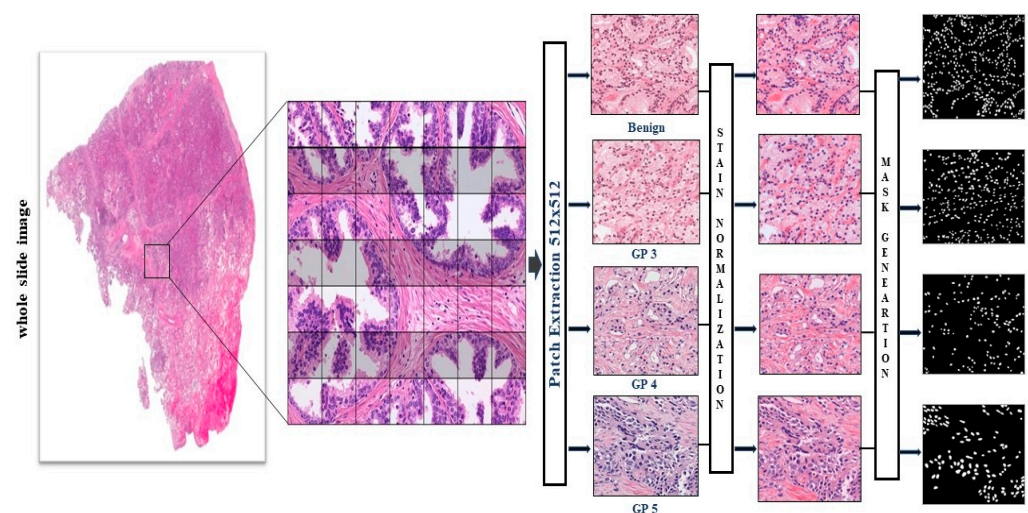 whole slide image
Patch Extraction 512x512
Benign
GP 3
GP 4
GP 5
STAIN NORMALIZATION
MASK GENEARTION